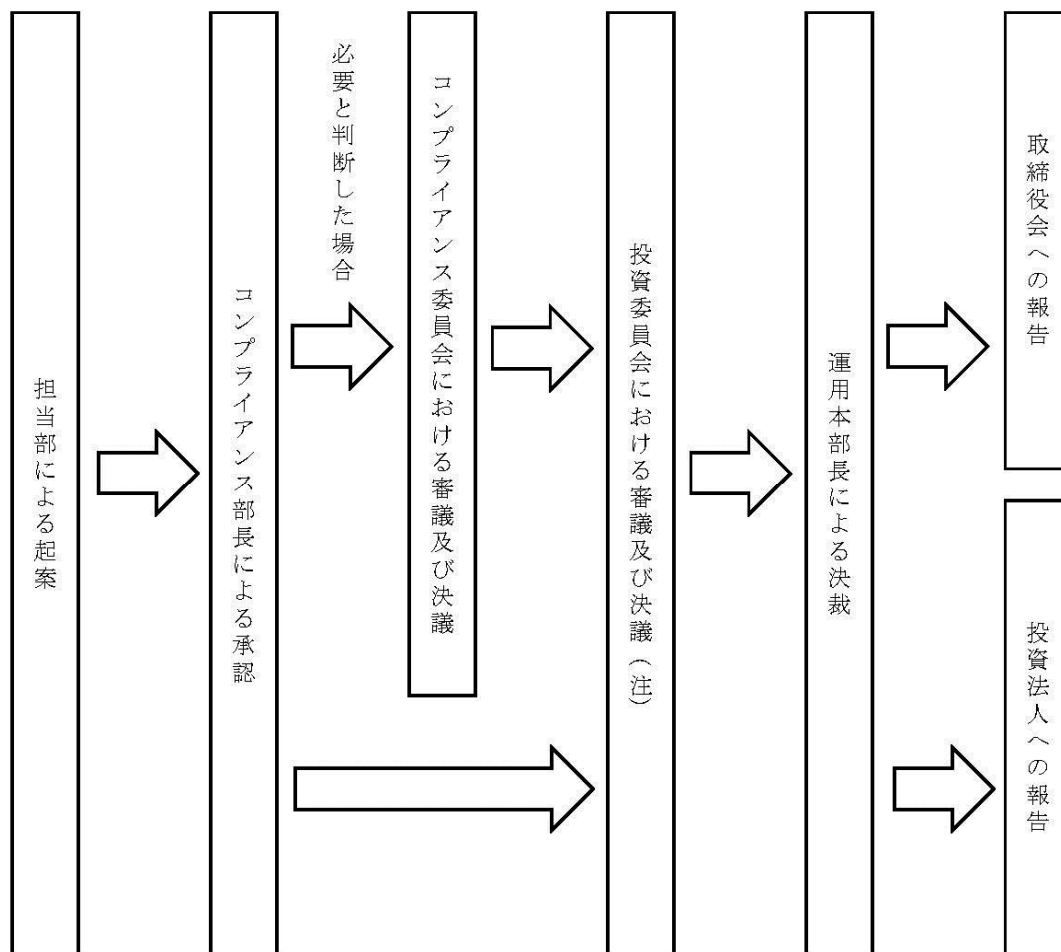 担当部による起案
コンプライアンス部長による承認
必要と判断した場合
コンプライアンス委員会における審議及び決議
投資委員会における審議及び決議（注）
運用本部長による決裁
取締役会への報告
投資法人への報告